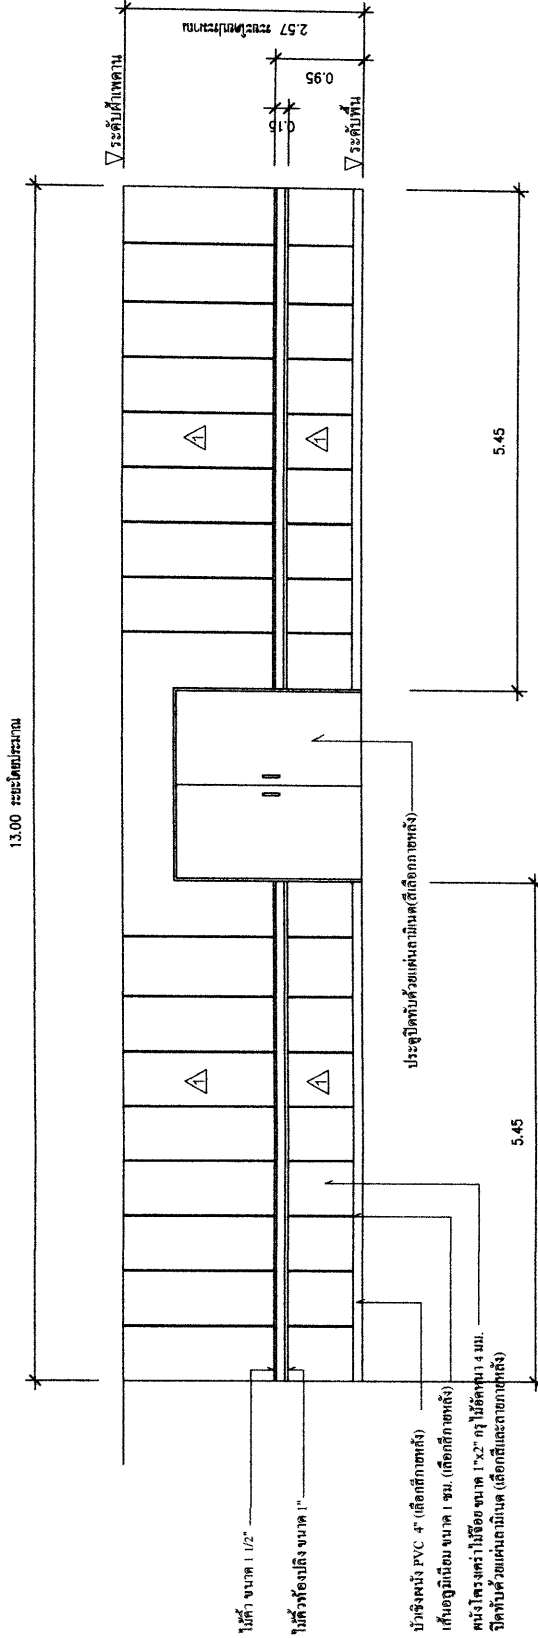 13.00 ระยะโดยประมาณ
2.57 ระยะโดยประมาณ
0.95
0.15
ระดับฝ้าเพดาน
ระดับพื้น
1
1
1
1
5.45
5.45
ไม้คิ้ว ขนาด 1 1/2"
ไม้คิ้วท้องปลิง ขนาด 1"
บัวเชิงผนัง PVC 4" (เลือกสีภายหลัง)
เส้นอลูมิเนียม ขนาด 1 ซม. (เลือกสีภายหลัง)
ผนังโครงเคร่าไม้จ๊อย ขนาด 1"x2" กรุไม้อัดหนา 4 มม.
ปิดทับด้วยแผ่นลามิเนต (เลือกสีและลายภายหลัง)
ประตูปิดทับด้วยแผ่นลามิเนต(สีเลือกภายหลัง)